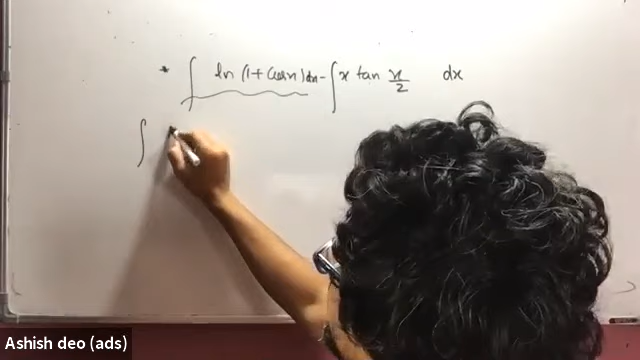 * ∫ ln (1 + cosx) dx - ∫ x tan x/2 dx
∫
Ashish deo (ads)